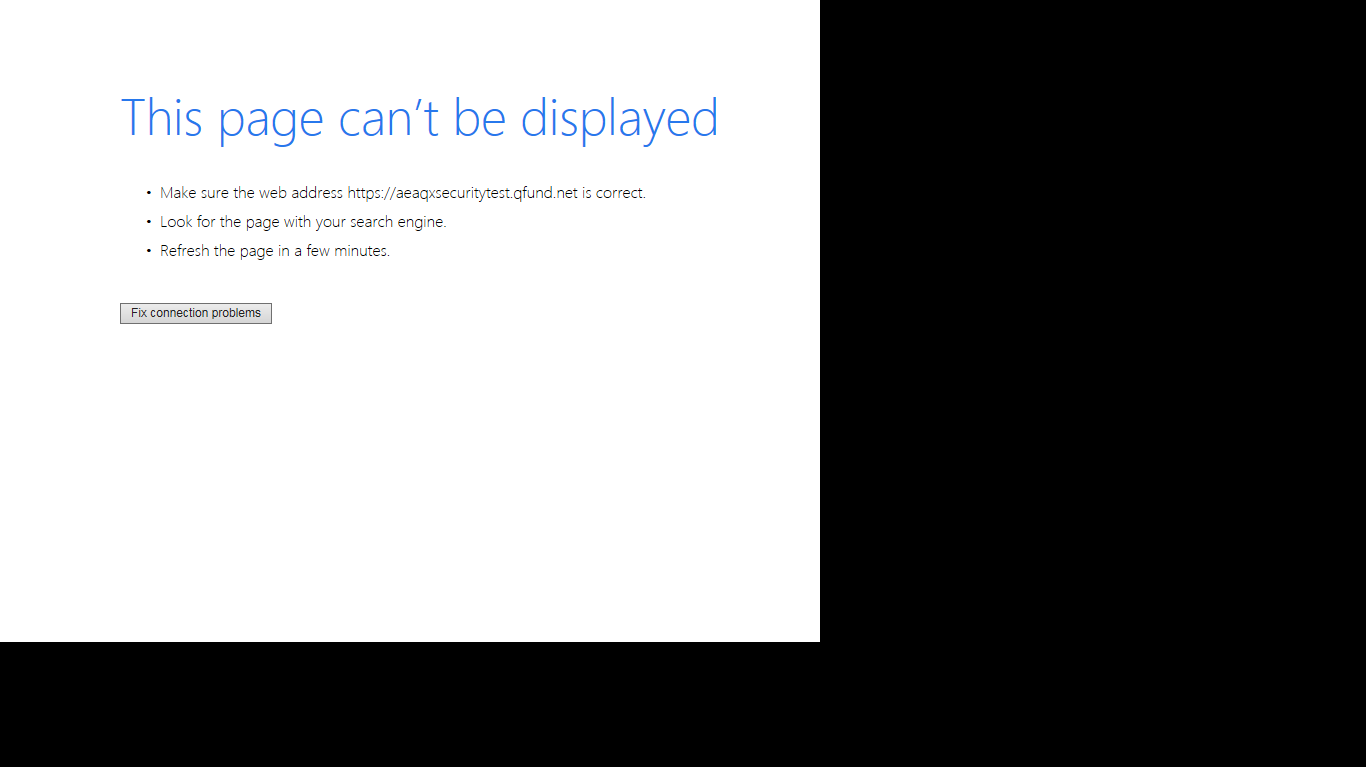 This page can’t be displayed
• Make sure the web address https://aeaqxsecuritytest.qfund.net is correct.
• Look for the page with your search engine.
• Refresh the page in a few minutes.
Fix connection problems